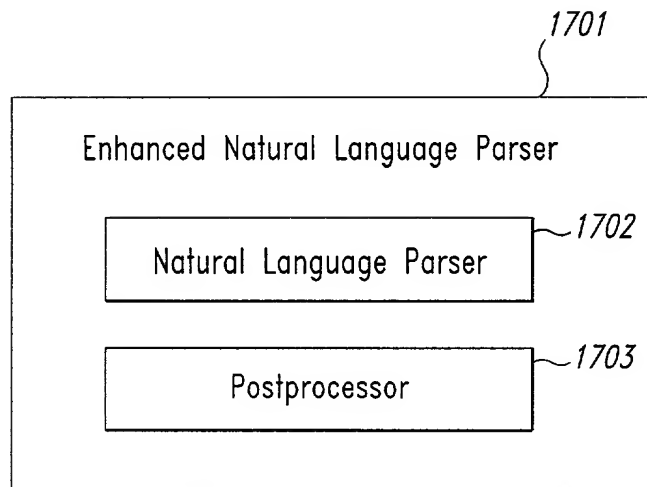 1701
Enhanced Natural Language Parser
Natural Language Parser
1702
Postprocessor
1703